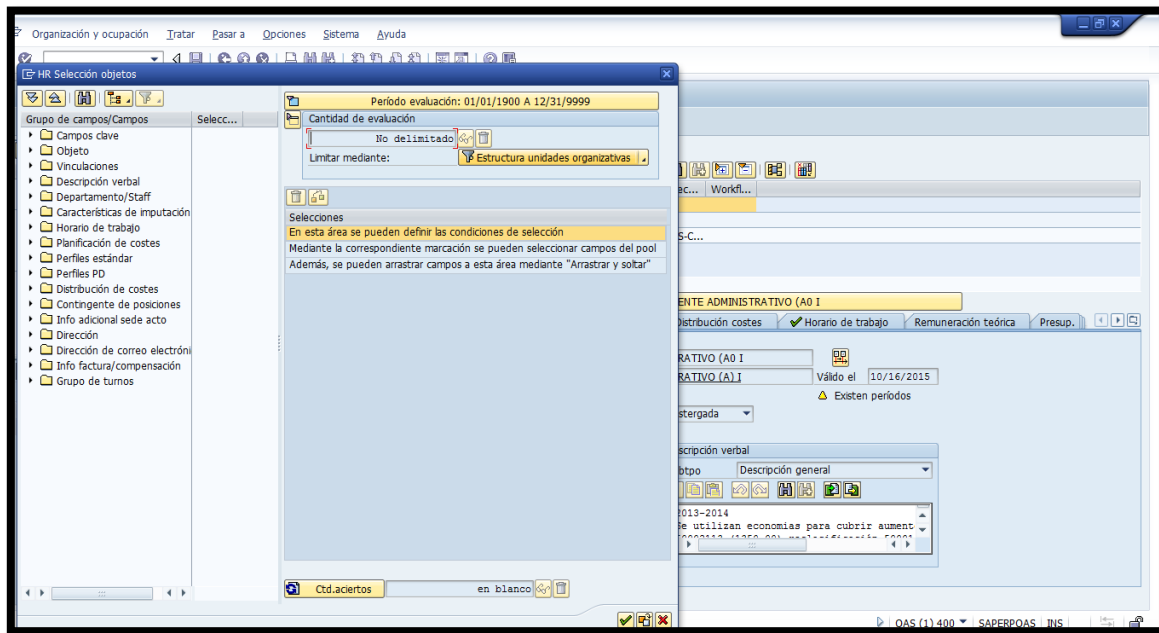 Organización y ocupación Tratar Pasar a Opciones Sistema Ayuda
HR Selección objetos
Grupo de campos/Campos Selecc...
Campos clave
Objeto
Vinculaciones
Descripción verbal
Departamento/Staff
Características de imputación
Horario de trabajo
Planificación de costes
Perfiles estándar
Perfiles PD
Distribución de costes
Contingente de posiciones
Info adicional sede acto
Dirección
Dirección de correo electróni
Info factura/compensación
Grupo de turnos
Período evaluación: 01/01/1900 A 12/31/9999
Cantidad de evaluación
No delimitado
Limitar mediante: Estructura unidades organizativas
Selecciones
En esta área se pueden definir las condiciones de selección
Mediante la correspondiente marcación se pueden seleccionar campos del pool
Además, se pueden arrastrar campos a esta área mediante "Arrastrar y soltar"
Ctd.aciertos en blanco
ec... Workfl...
S-C...
ENTE ADMINISTRATIVO (A0 I
Distribución costes Horario de trabajo Remuneración teórica Presup.
RATIVO (A0 I
RATIVO (A) I Válido el 10/16/2015
Existen períodos
stergada
scripción verbal
btpo Descripción general
2013-2014
Se utilizan economias para cubrir aument
OAS (1) 400 SAPERPOAS INS